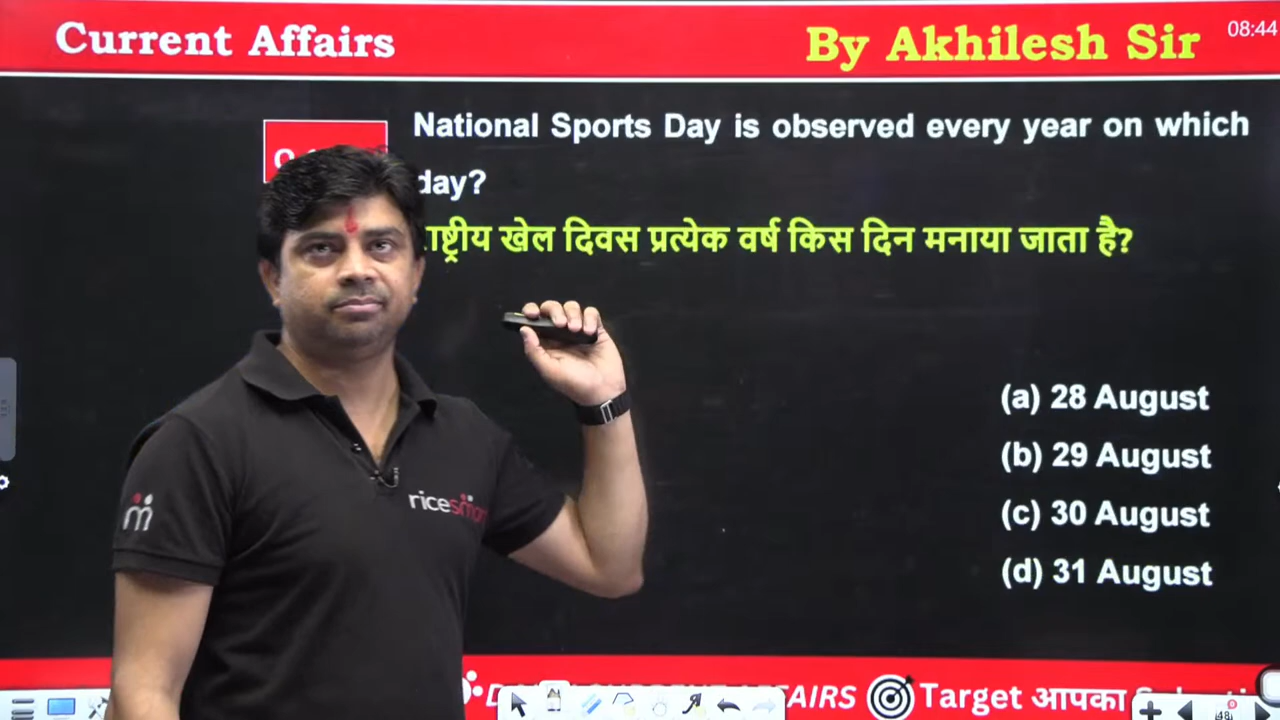 Current Affairs
By Akhilesh Sir
08:44
National Sports Day is observed every year on which
day?
खेल दिवस प्रत्येक वर्ष किस दिन मनाया जाता है?
(a) 28 August
(b) 29 August
(c) 30 August
(d) 31 August
ricesmart
Target आपका